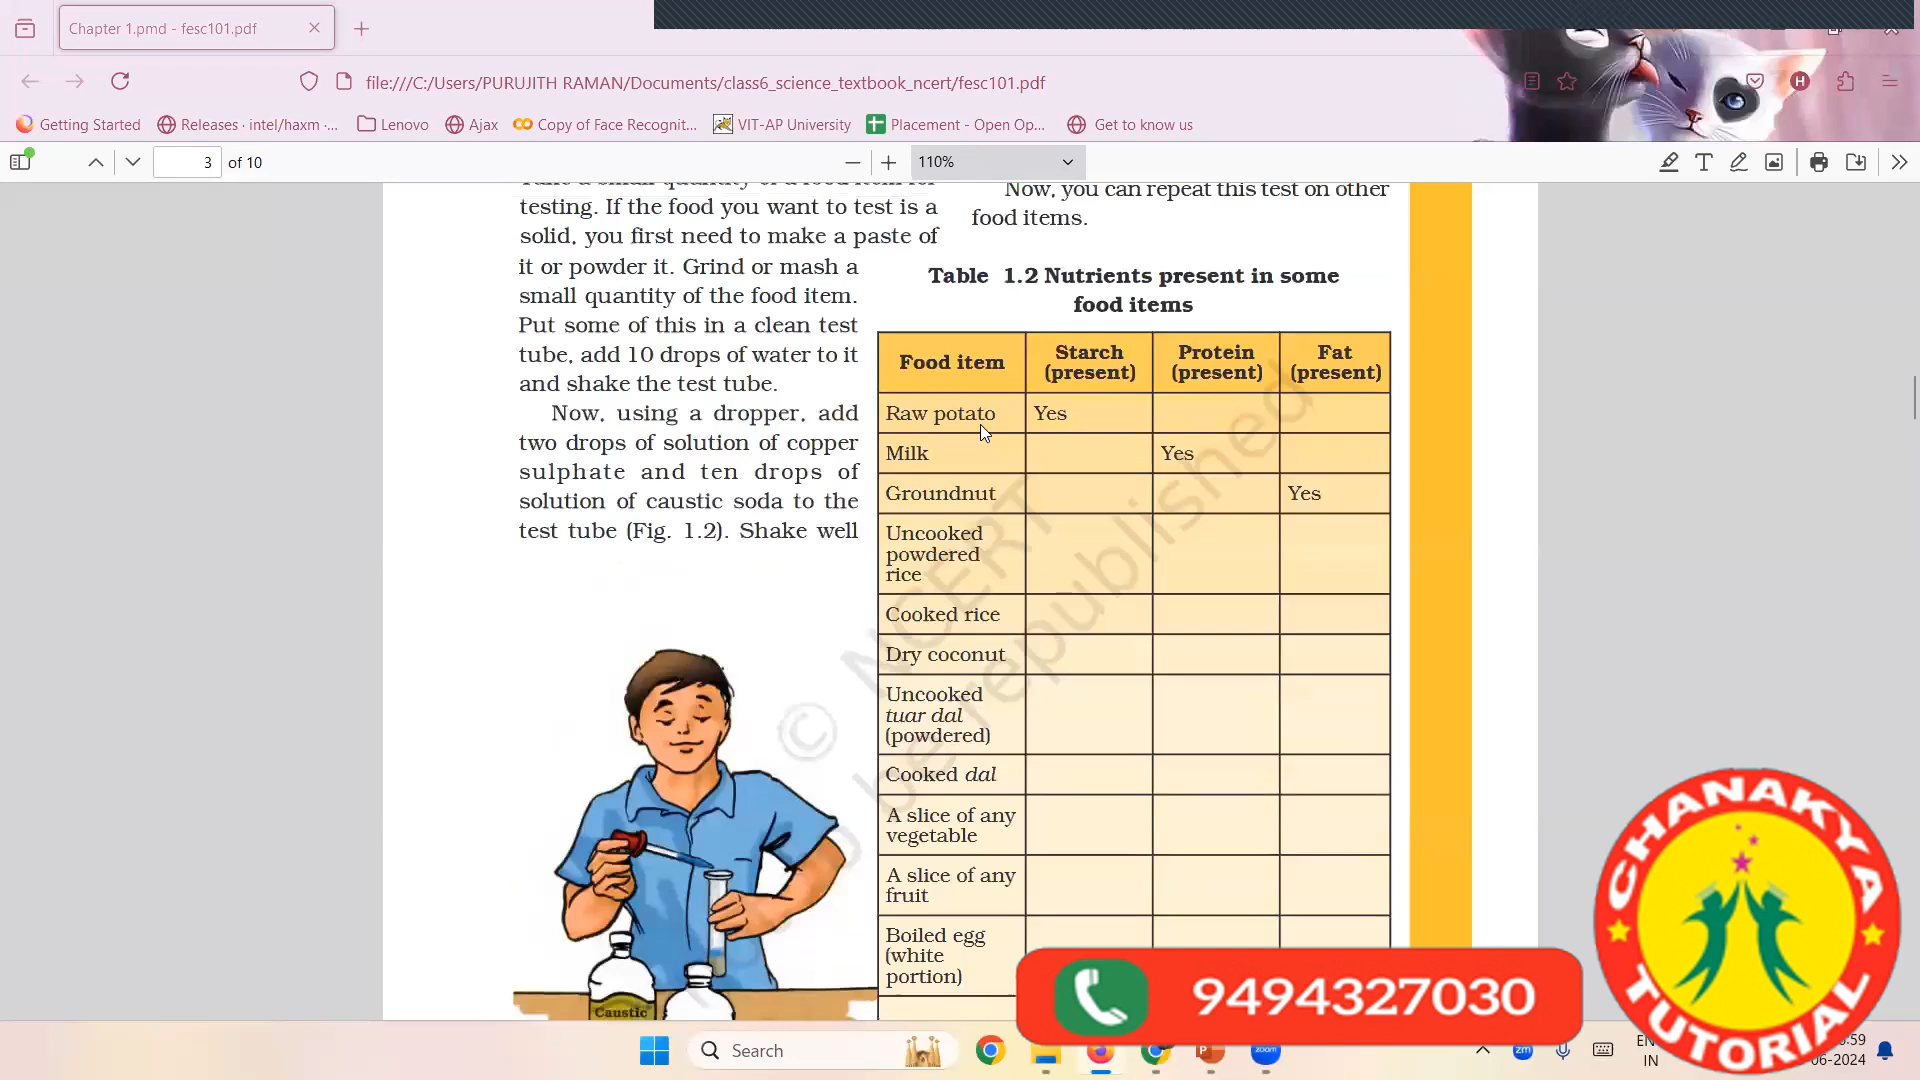 Chapter 1.pmd - fesc101.pdf
file:///C:/Users/PURUJITH RAMAN/Documents/class6_science_textbook_ncert/fesc101.pdf
H
Getting Started
Releases · intel/haxm ·...
Lenovo
Ajax
Copy of Face Recognit...
VIT-AP University
Placement - Open Op...
Get to know us
3 of 10
110%
testing. If the food you want to test is a
solid, you first need to make a paste of
it or powder it. Grind or mash a
small quantity of the food item.
Put some of this in a clean test
tube, add 10 drops of water to it
and shake the test tube.
Now, using a dropper, add
two drops of solution of copper
sulphate and ten drops of
solution of caustic soda to the
test tube (Fig. 1.2). Shake well
Caustic
Now, you can repeat this test on other
food items.
Table 1.2 Nutrients present in some
food items
Food item Starch (present) Protein (present) Fat (present)
Raw potato Yes
Milk Yes
Groundnut Yes
Uncooked
powdered
rice
Cooked rice
Dry coconut
Uncooked
tuar dal
(powdered)
Cooked dal
A slice of any
vegetable
A slice of any
fruit
Boiled egg
(white
portion)
© NCERT
be republished
9494327030
CHANAKYA
TUTORIAL
Search
zoom
zm
IN